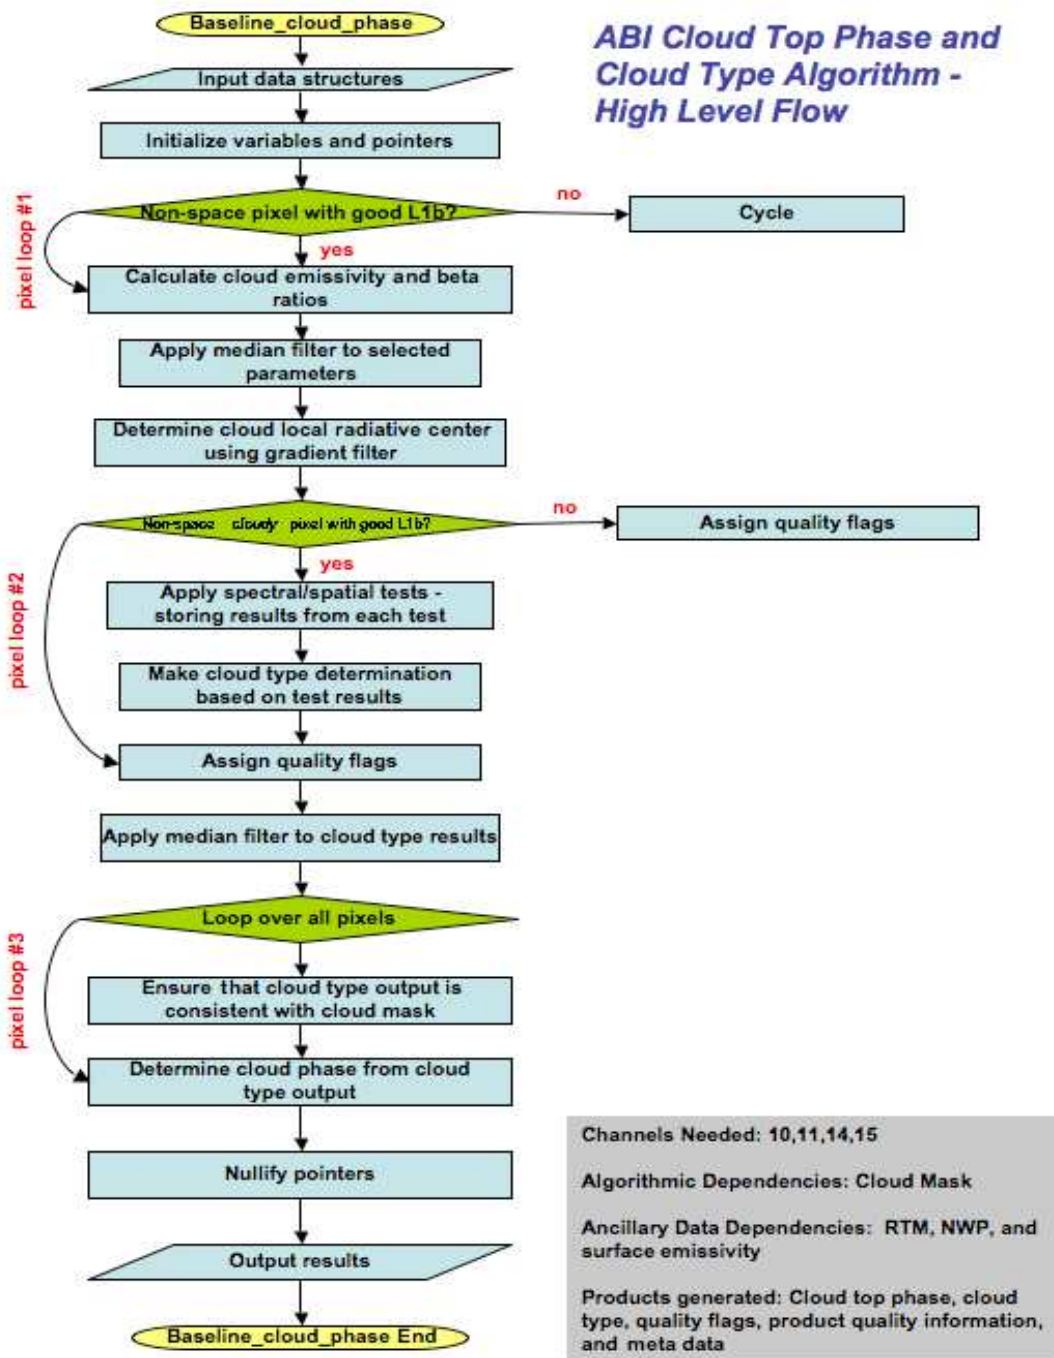 Baseline_cloud_phase
ABI Cloud Top Phase and
Cloud Type Algorithm -
High Level Flow
Input data structures
Initialize variables and pointers
pixel loop #1
Non-space pixel with good L1b?
no
Cycle
yes
Calculate cloud emissivity and beta
ratios
Apply median filter to selected
parameters
Determine cloud local radiative center
using gradient filter
pixel loop #2
Non-space cloudy pixel with good L1b?
no
Assign quality flags
yes
Apply spectral/spatial tests -
storing results from each test
Make cloud type determination
based on test results
Assign quality flags
Apply median filter to cloud type results
pixel loop #3
Loop over all pixels
Ensure that cloud type output is
consistent with cloud mask
Determine cloud phase from cloud
type output
Nullify pointers
Output results
Baseline_cloud_phase End
Channels Needed: 10,11,14,15
Algorithmic Dependencies: Cloud Mask
Ancillary Data Dependencies: RTM, NWP, and
surface emissivity
Products generated: Cloud top phase, cloud
type, quality flags, product quality information,
and meta data